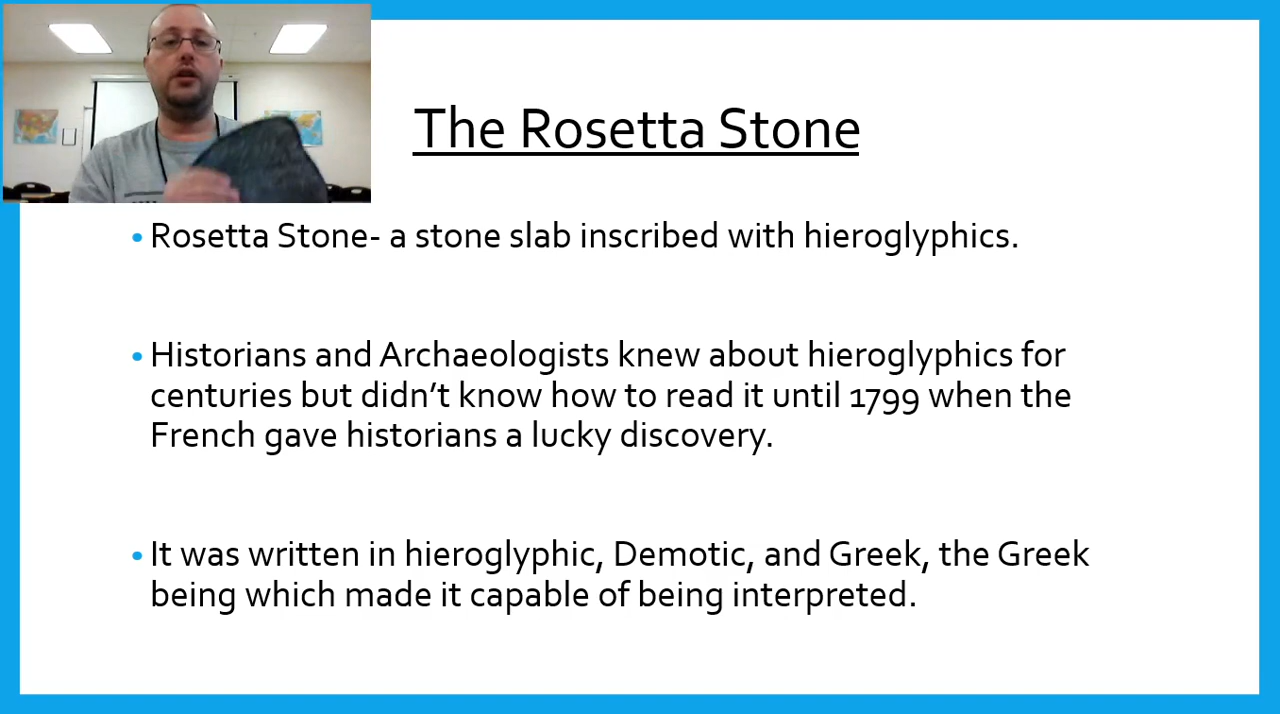 The Rosetta Stone
• Rosetta Stone- a stone slab inscribed with hieroglyphics.
• Historians and Archaeologists knew about hieroglyphics for
centuries but didn’t know how to read it until 1799 when the
French gave historians a lucky discovery.
• It was written in hieroglyphic, Demotic, and Greek, the Greek
being which made it capable of being interpreted.